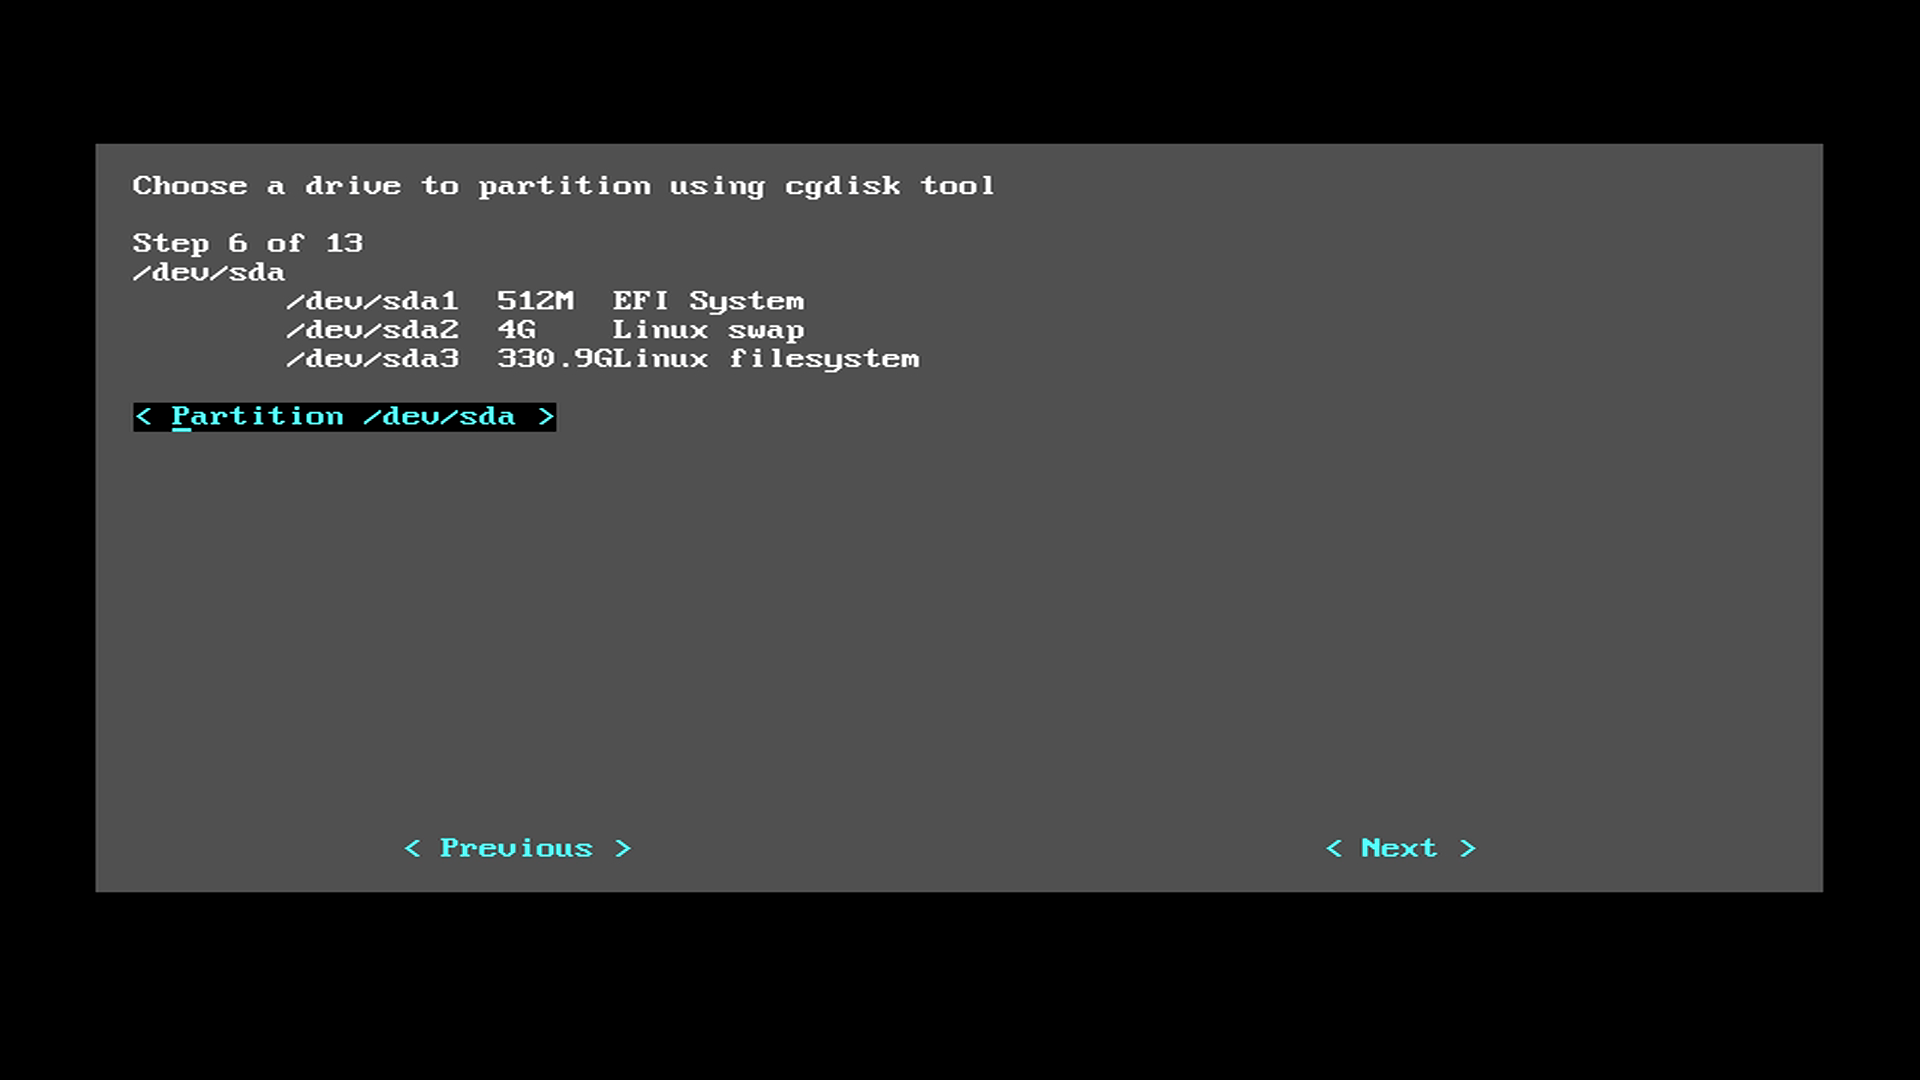 Choose a drive to partition using cgdisk tool
Step 6 of 13
/dev/sda
/dev/sda1  512M  EFI System
/dev/sda2  4G    Linux swap
/dev/sda3  330.9GLinux filesystem
< Partition /dev/sda >
< Previous > < Next >